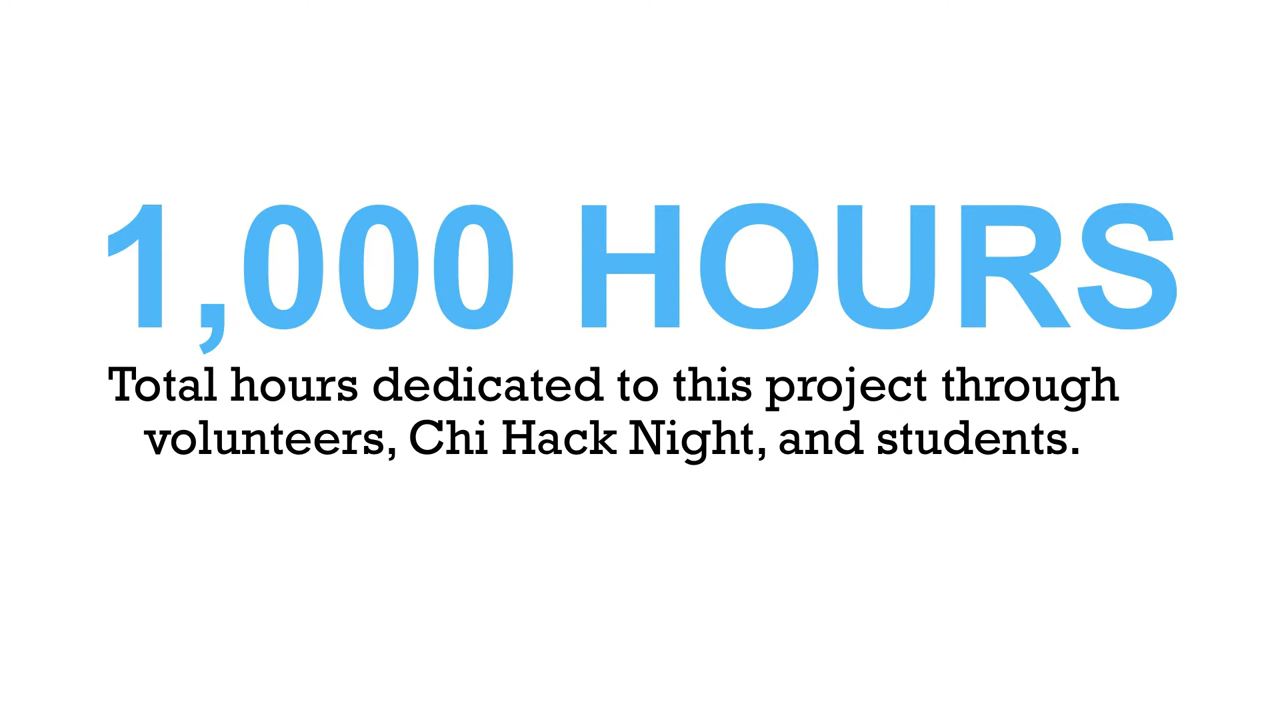 1,000 HOURS
Total hours dedicated to this project through
volunteers, Chi Hack Night, and students.